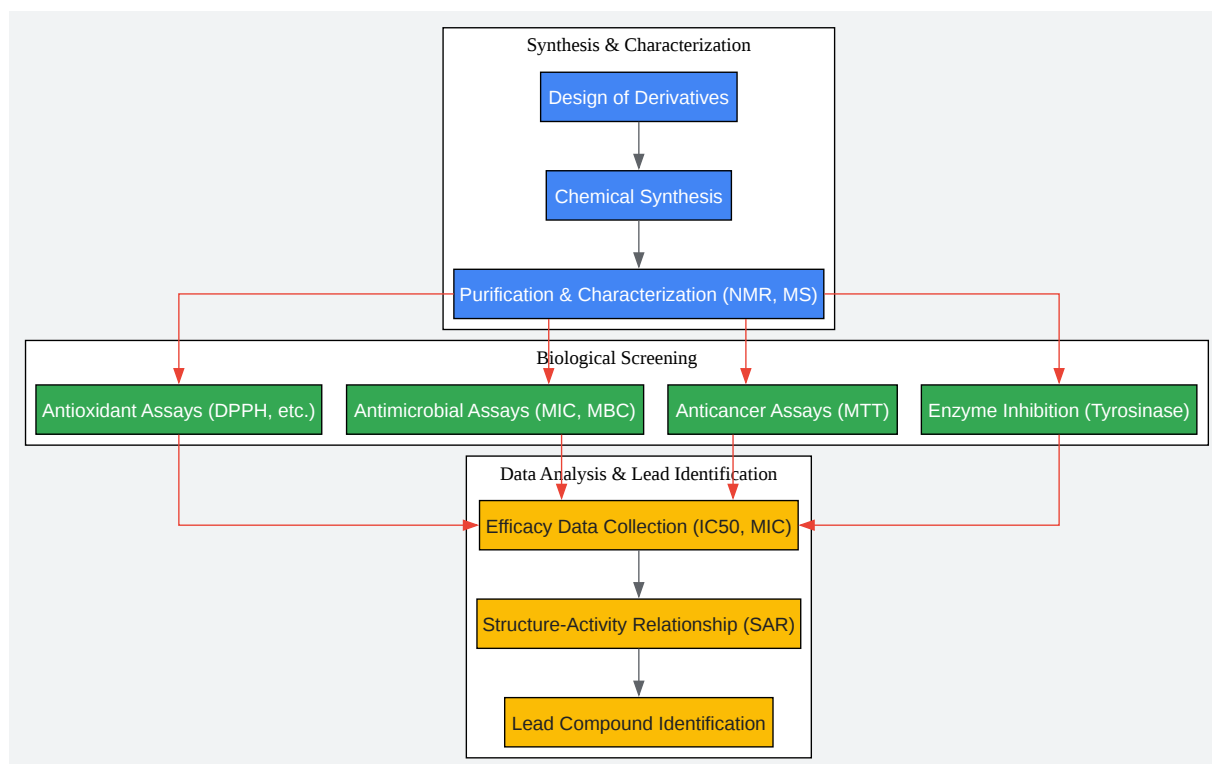 Synthesis & Characterization
Design of Derivatives
Chemical Synthesis
Purification & Characterization (NMR, MS)
Biological Screening
Antioxidant Assays (DPPH, etc.)
Antimicrobial Assays (MIC, MBC)
Anticancer Assays (MTT)
Enzyme Inhibition (Tyrosinase)
Data Analysis & Lead Identification
Efficacy Data Collection (IC50, MIC)
Structure-Activity Relationship (SAR)
Lead Compound Identification